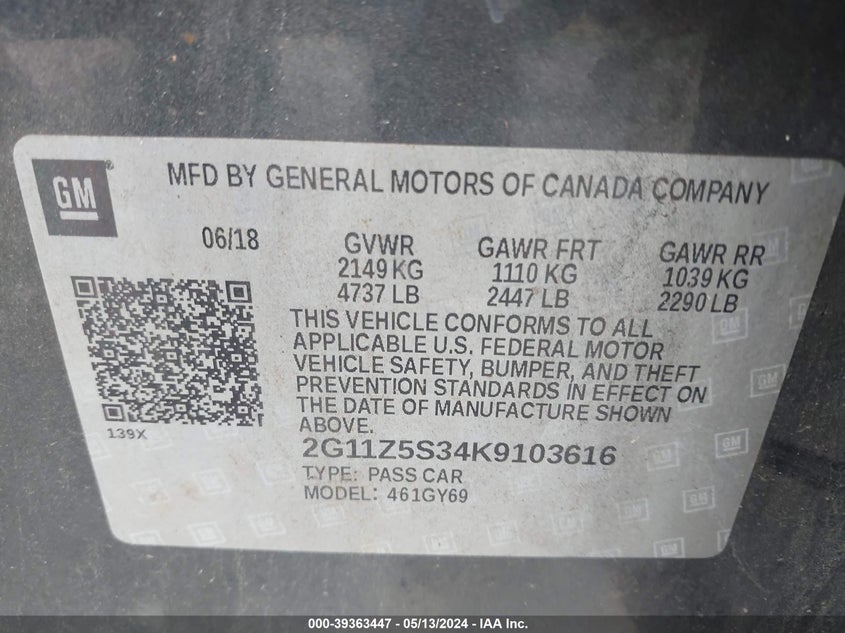 GM
MFD BY GENERAL MOTORS OF CANADA COMPANY
06/18
GVWR GAWR FRT GAWR RR
2149 KG 1110 KG 1039 KG
4737 LB 2447 LB 2290 LB
THIS VEHICLE CONFORMS TO ALL
APPLICABLE U.S. FEDERAL MOTOR
VEHICLE SAFETY, BUMPER, AND THEFT
PREVENTION STANDARDS IN EFFECT ON
THE DATE OF MANUFACTURE SHOWN
ABOVE.
139X
2G11Z5S34K9103616
TYPE: PASS CAR
MODEL: 461GY69
000-39363447 - 05/13/2024 - IAA Inc.